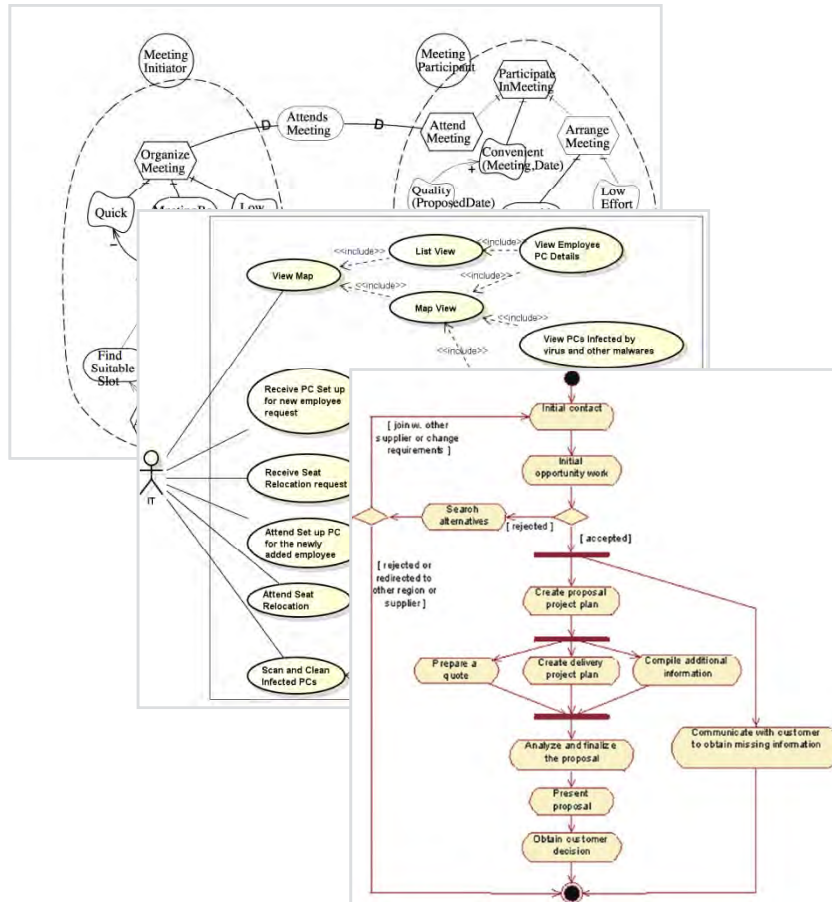 Meeting
Initiator
Meeting
Participant
Participate
InMeeting
Attends
Meeting
D
D
Attend
Meeting
Arrange
Meeting
Organize
Meeting
Convenient
(Meeting,Date)
+
Quick
Low
Quality
(ProposedDate)
Low
Effort
−
Find
Suitable
Slot
<<include>>
List View
<<include>>
View Employee
PC Details
View Map
<<include>>
<<include>>
Map View
<<include>>
<<include>>
View PCs Infected by
virus and other malwares
Receive PC Set up
for new employee
request
Receive Seat
Relocation request
IT
Attend Set up PC
for the newly
added employee
Attend Seat
Relocation
Scan and Clean
Infected PCs
Initial contact
[ join w. other
supplier or change
requirements ]
Initial
opportunity work
Search
alternatives
[ rejected ]
[ accepted ]
[ rejected or
redirected to
other region or
supplier ]
Create proposal
project plan
Prepare a
quote
Create delivery
project plan
Compile additional
information
Communicate with customer
to obtain missing information
Analyze and finalize
the proposal
Present
proposal
Obtain customer
decision